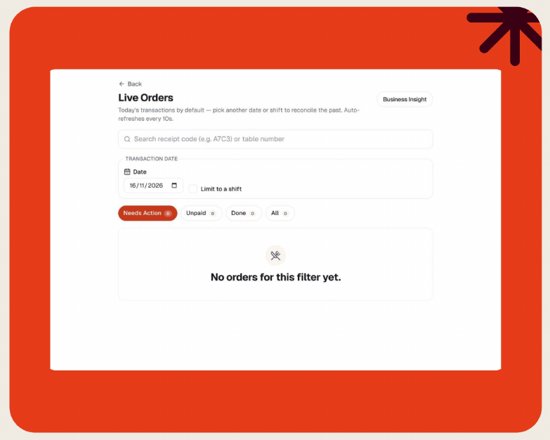 ← Back
Live Orders
Business Insight
Today's transactions by default — pick another date or shift to reconcile the past. Auto-
refreshes every 10s.
Search receipt code (e.g. A7C3) or table number
TRANSACTION DATE
Date
16/11/2026
Limit to a shift
Needs Action 0 Unpaid 0 Done 0 All 0
No orders for this filter yet.